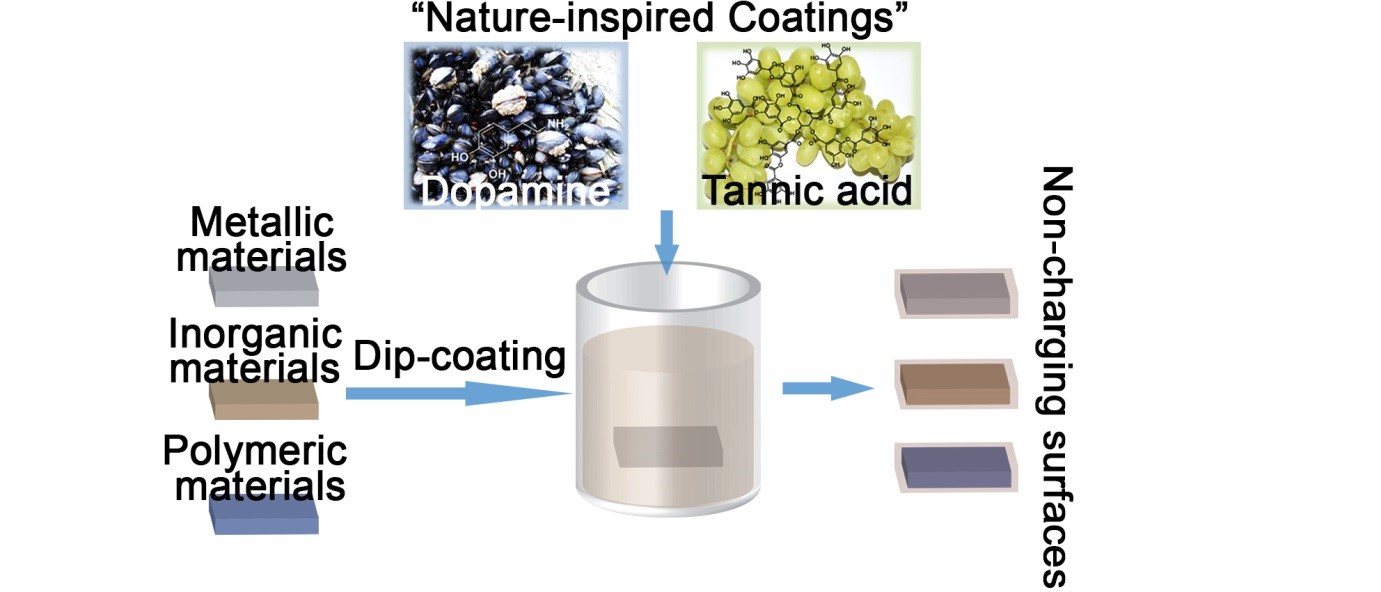 “Nature-inspired Coatings”
NH₂
HO
OH
Dopamine
Tannic acid
Metallic
materials
Inorganic
materials
Dip-coating
Polymeric
materials
Non-charging surfaces